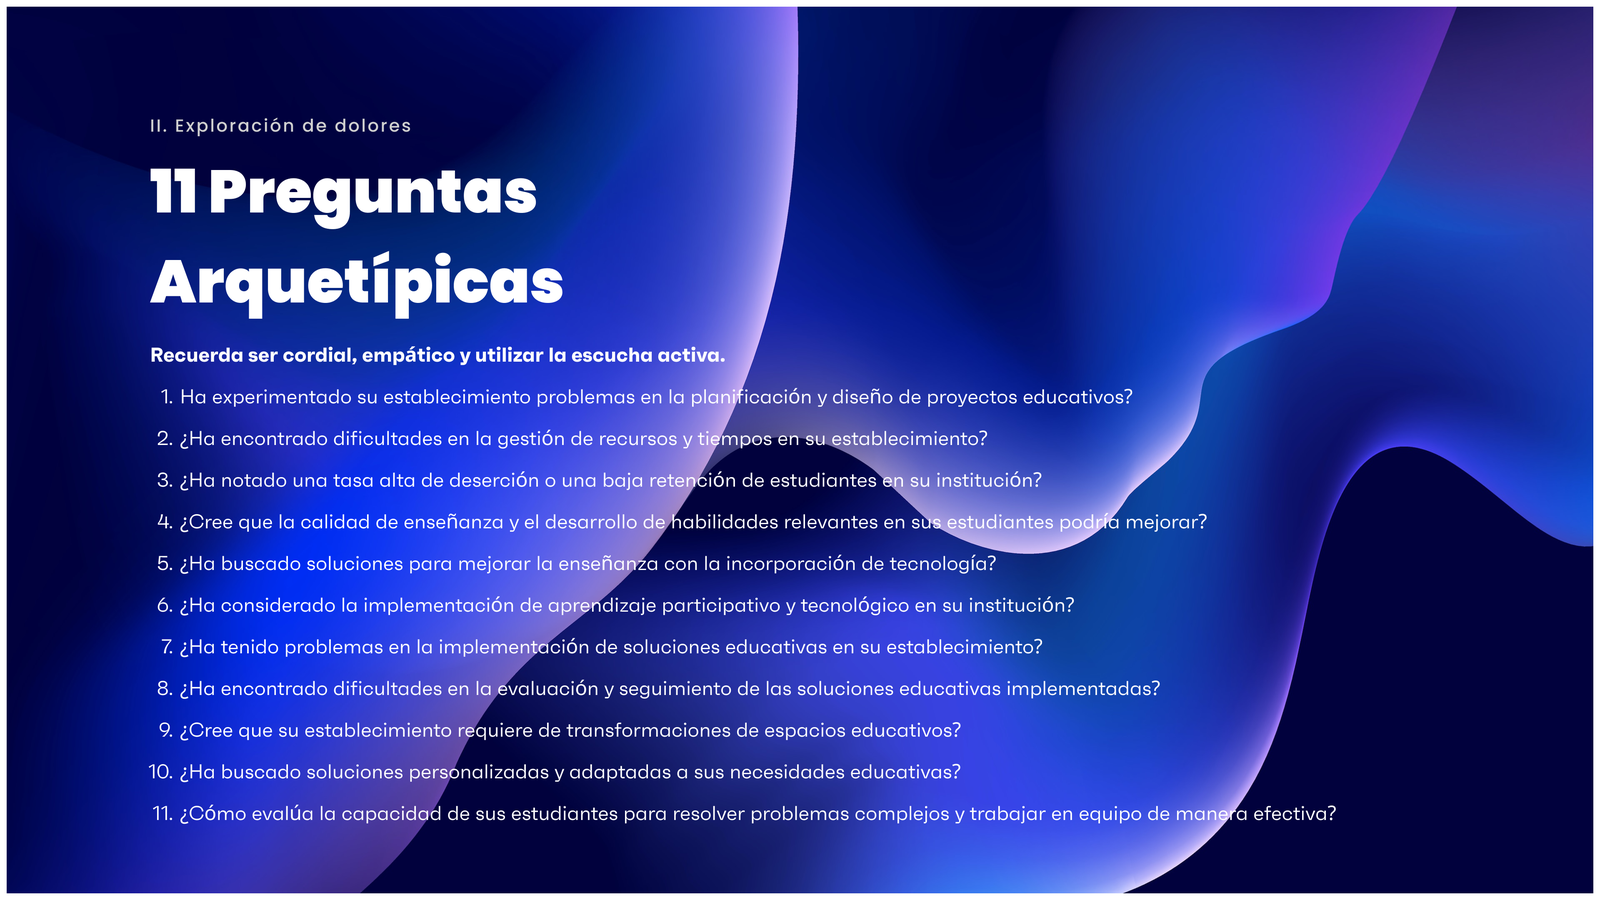 II. Exploración de dolores
11 Preguntas
Arquetípicas
Recuerda ser cordial, empático y utilizar la escucha activa.
1. Ha experimentado su establecimiento problemas en la planificación y diseño de proyectos educativos?
2. ¿Ha encontrado dificultades en la gestión de recursos y tiempos en su establecimiento?
3. ¿Ha notado una tasa alta de deserción o una baja retención de estudiantes en su institución?
4. ¿Cree que la calidad de enseñanza y el desarrollo de habilidades relevantes en sus estudiantes podría mejorar?
5. ¿Ha buscado soluciones para mejorar la enseñanza con la incorporación de tecnología?
6. ¿Ha considerado la implementación de aprendizaje participativo y tecnológico en su institución?
7. ¿Ha tenido problemas en la implementación de soluciones educativas en su establecimiento?
8. ¿Ha encontrado dificultades en la evaluación y seguimiento de las soluciones educativas implementadas?
9. ¿Cree que su establecimiento requiere de transformaciones de espacios educativos?
10. ¿Ha buscado soluciones personalizadas y adaptadas a sus necesidades educativas?
11. ¿Cómo evalúa la capacidad de sus estudiantes para resolver problemas complejos y trabajar en equipo de manera efectiva?